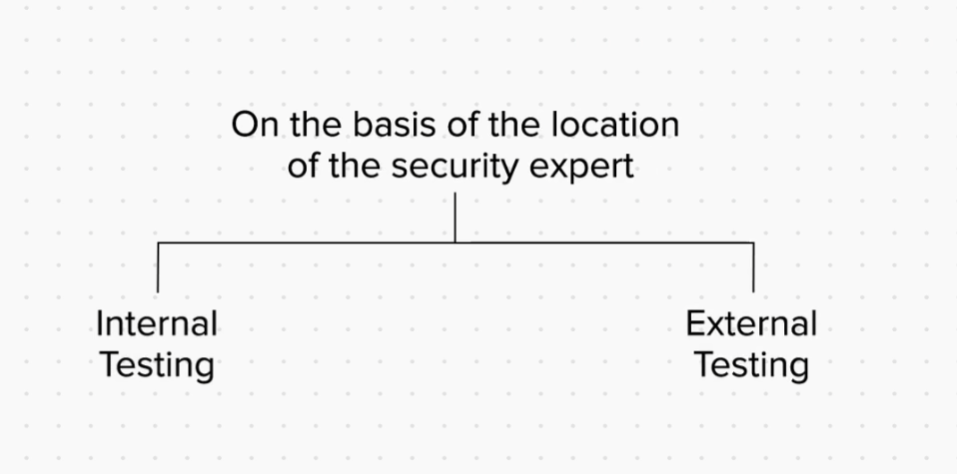 On the basis of the location
of the security expert
Internal
Testing
External
Testing